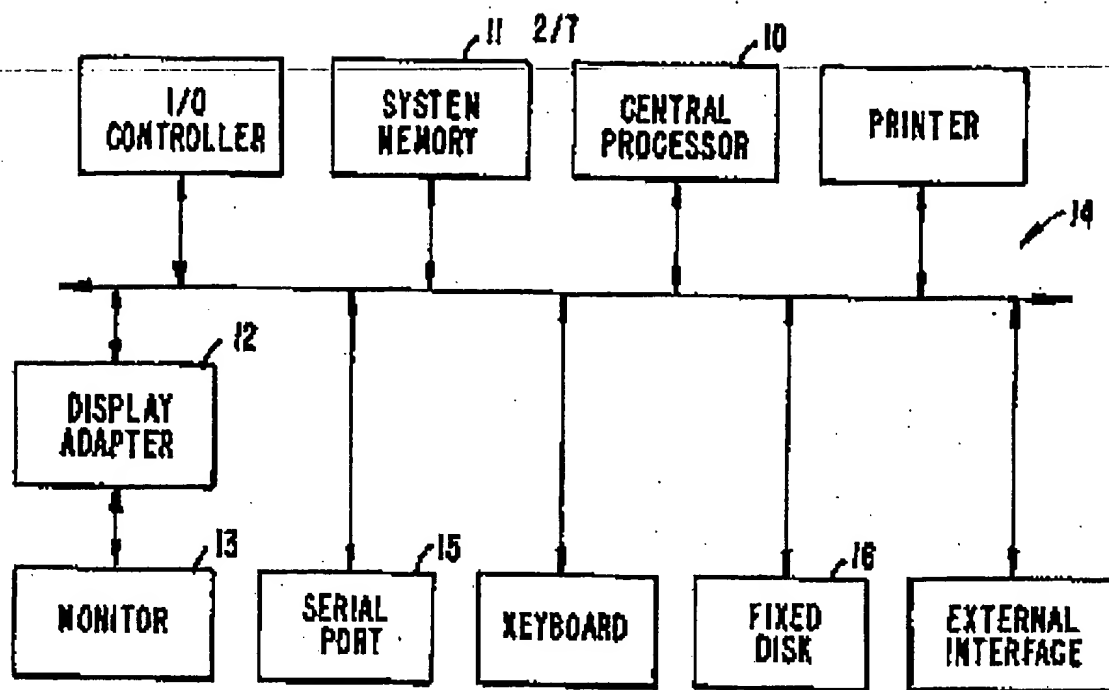 11 2/7
10
I/O
CONTROLLER
SYSTEM
MEMORY
CENTRAL
PROCESSOR
PRINTER
14
12
DISPLAY
ADAPTER
13
MONITOR
15
SERIAL
PORT
KEYBOARD
16
FIXED
DISK
EXTERNAL
INTERFACE